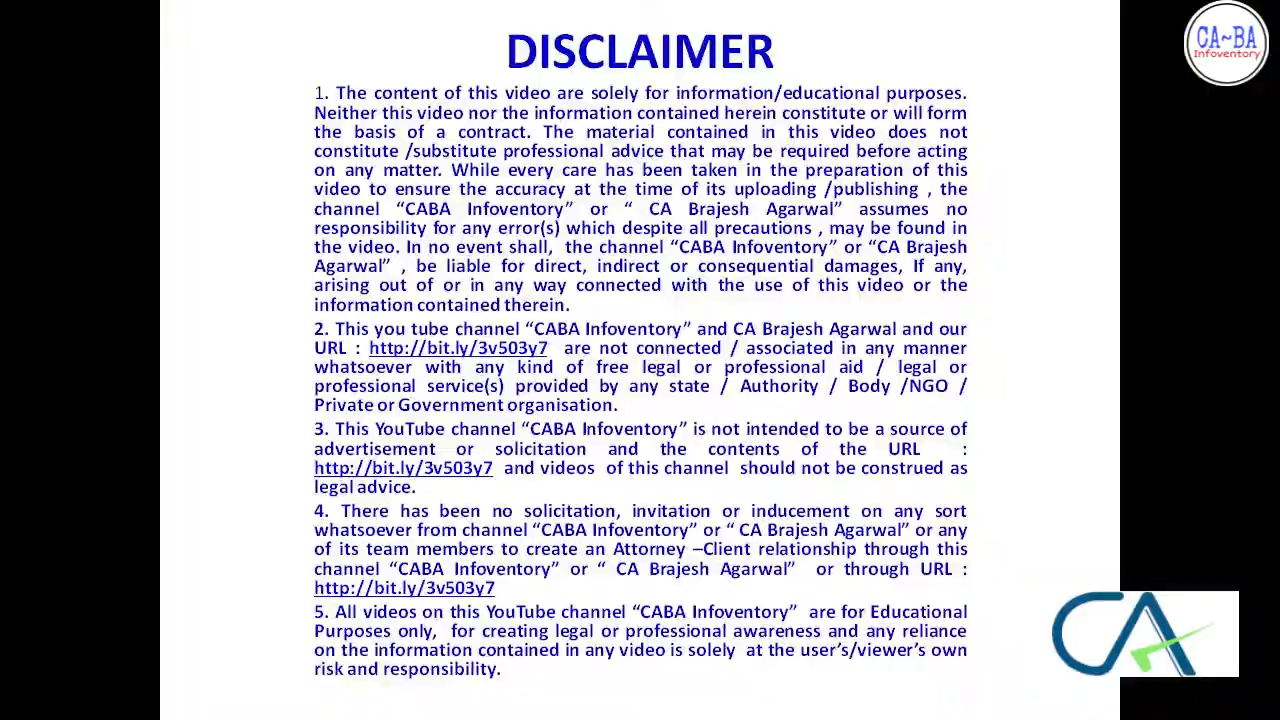 DISCLAIMER
CA~BA
Infoventory
1. The content of this video are solely for information/educational purposes.
Neither this video nor the information contained herein constitute or will form
the basis of a contract. The material contained in this video does not
constitute /substitute professional advice that may be required before acting
on any matter. While every care has been taken in the preparation of this
video to ensure the accuracy at the time of its uploading /publishing , the
channel “CABA Infoventory” or “ CA Brajesh Agarwal” assumes no
responsibility for any error(s) which despite all precautions , may be found in
the video. In no event shall, the channel “CABA Infoventory” or “CA Brajesh
Agarwal” , be liable for direct, indirect or consequential damages, If any,
arising out of or in any way connected with the use of this video or the
information contained therein.
2. This you tube channel “CABA Infoventory” and CA Brajesh Agarwal and our
URL : http://bit.ly/3v503y7 are not connected / associated in any manner
whatsoever with any kind of free legal or professional aid / legal or
professional service(s) provided by any state / Authority / Body /NGO /
Private or Government organisation.
3. This YouTube channel “CABA Infoventory” is not intended to be a source of
advertisement or solicitation and the contents of the URL :
http://bit.ly/3v503y7 and videos of this channel should not be construed as
legal advice.
4. There has been no solicitation, invitation or inducement on any sort
whatsoever from channel “CABA Infoventory” or “ CA Brajesh Agarwal” or any
of its team members to create an Attorney –Client relationship through this
channel “CABA Infoventory” or “ CA Brajesh Agarwal” or through URL :
http://bit.ly/3v503y7
5. All videos on this YouTube channel “CABA Infoventory” are for Educational
Purposes only, for creating legal or professional awareness and any reliance
on the information contained in any video is solely at the user’s/viewer’s own
risk and responsibility.
CA